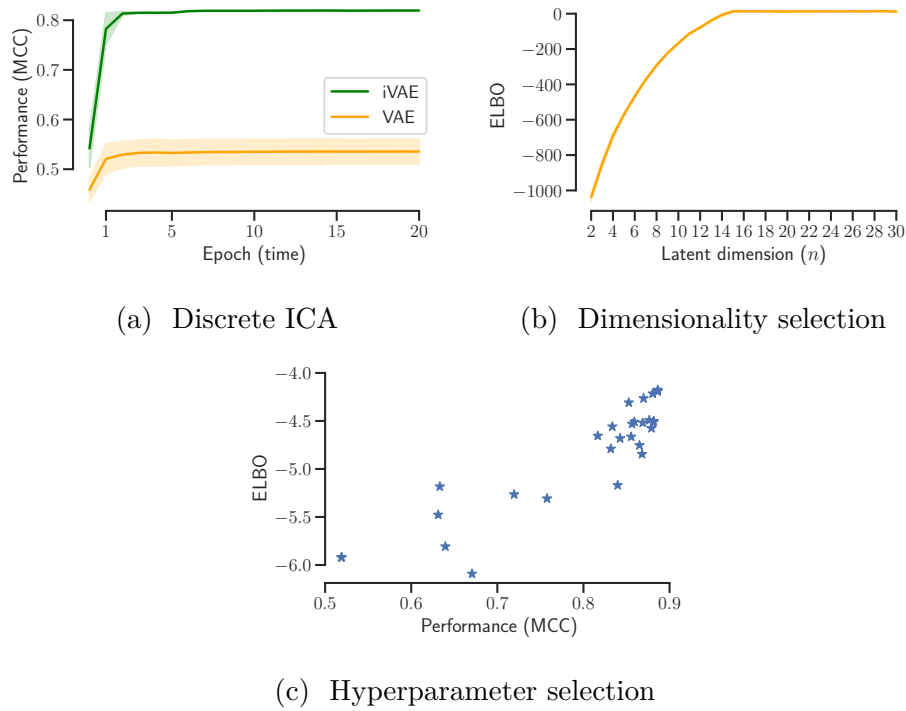 0.8
0.7
0.6
0.5
Performance (MCC)
iVAE
VAE
1 5 10 15 20
Epoch (time)
(a) Discrete ICA
0
−200
−400
−600
−800
−1000
ELBO
2 4 6 8 10 12 14 16 18 20 22 24 26 28 30
Latent dimension (n)
(b) Dimensionality selection
−4.0
−4.5
−5.0
−5.5
−6.0
ELBO
0.5 0.6 0.7 0.8 0.9
Performance (MCC)
(c) Hyperparameter selection